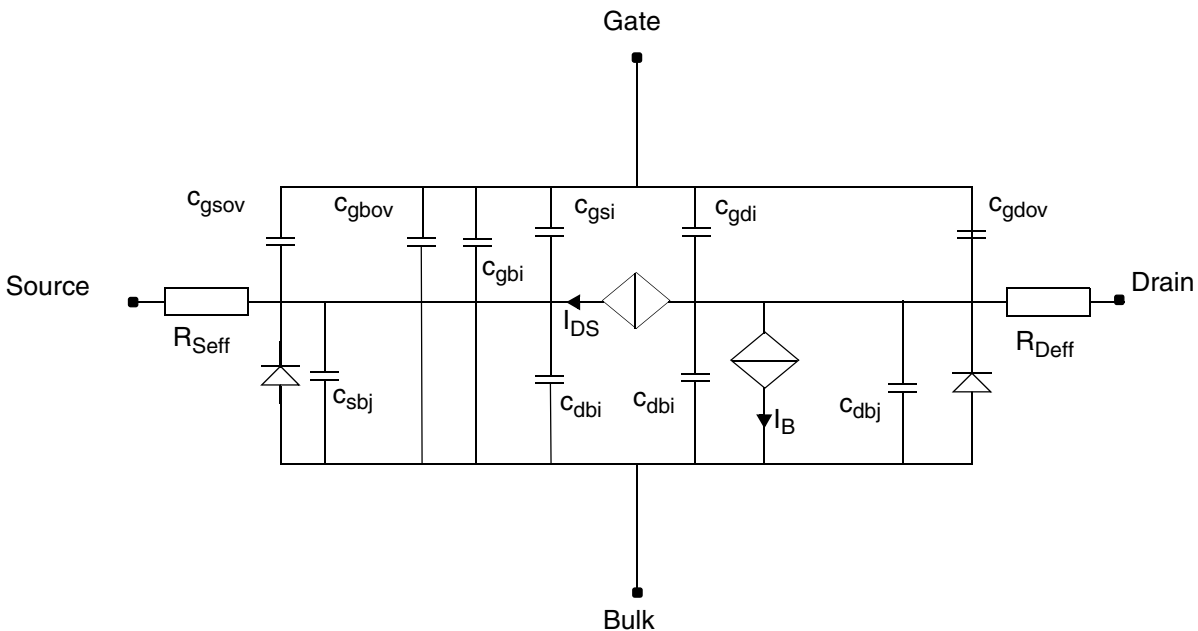 Gate
cgsov
cgbov
cgsi
cgdi
cgdov
cgbi
Source
Drain
IDS
RSeff
RDeff
csbj
cdbi
cdbi
cdbj
IB
Bulk